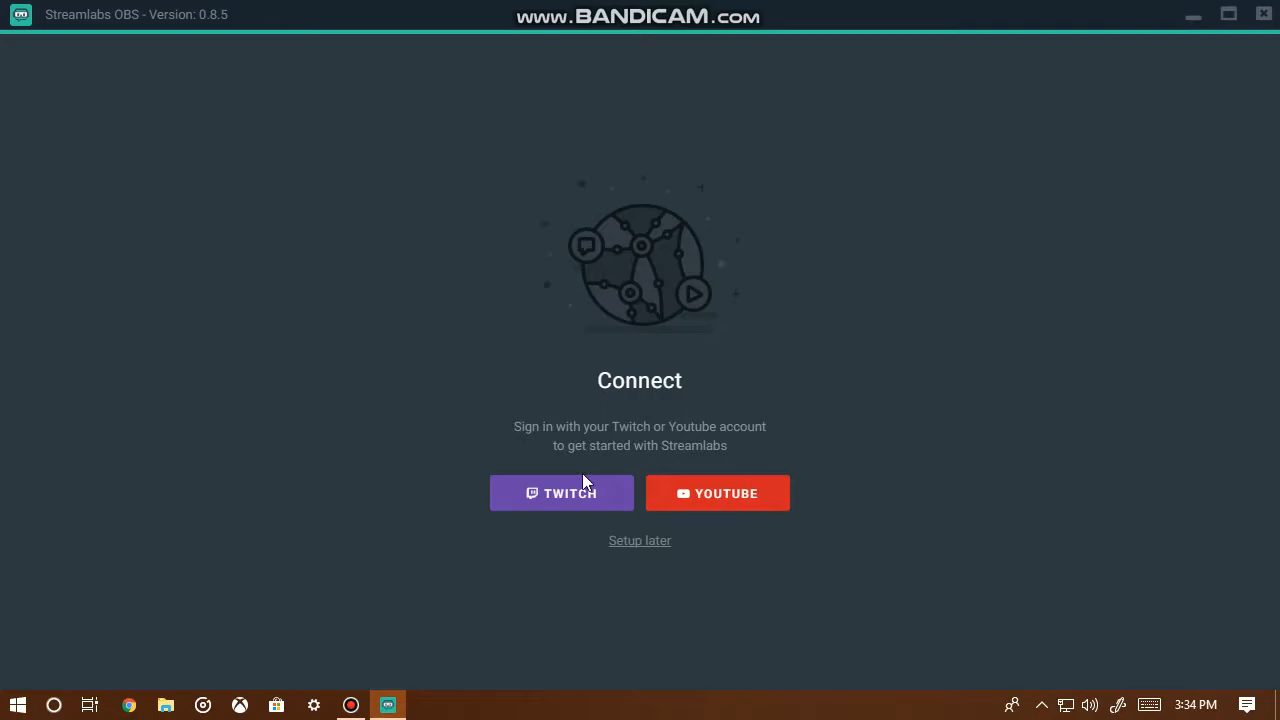 Streamlabs OBS - Version: 0.8.5
www.BANDICAM.com
Connect
Sign in with your Twitch or Youtube account
to get started with Streamlabs
TWITCH
YOUTUBE
Setup later
3:34 PM